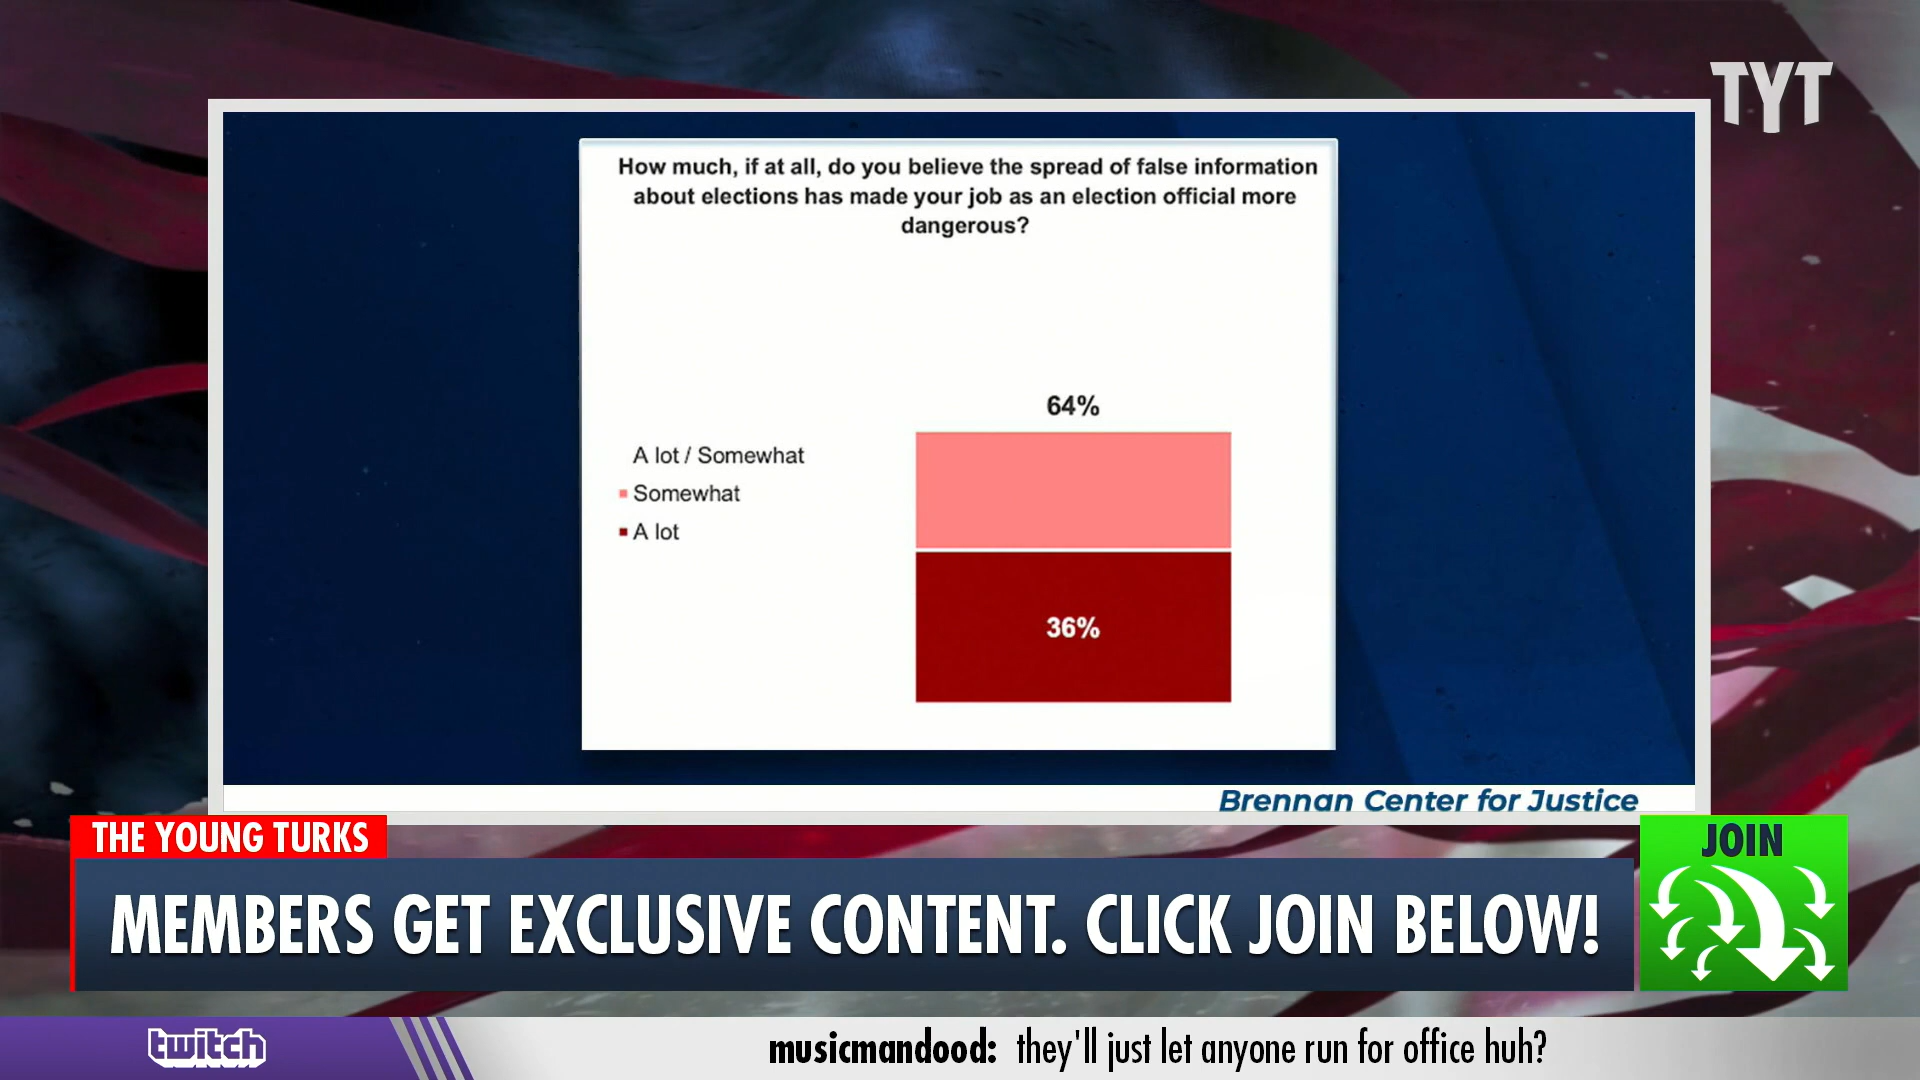 TYT
How much, if at all, do you believe the spread of false information
about elections has made your job as an election official more
dangerous?
64%
A lot / Somewhat
Somewhat
A lot
36%
Brennan Center for Justice
THE YOUNG TURKS
JOIN
MEMBERS GET EXCLUSIVE CONTENT. CLICK JOIN BELOW!
twitch
musicmandood: they'll just let anyone run for office huh?